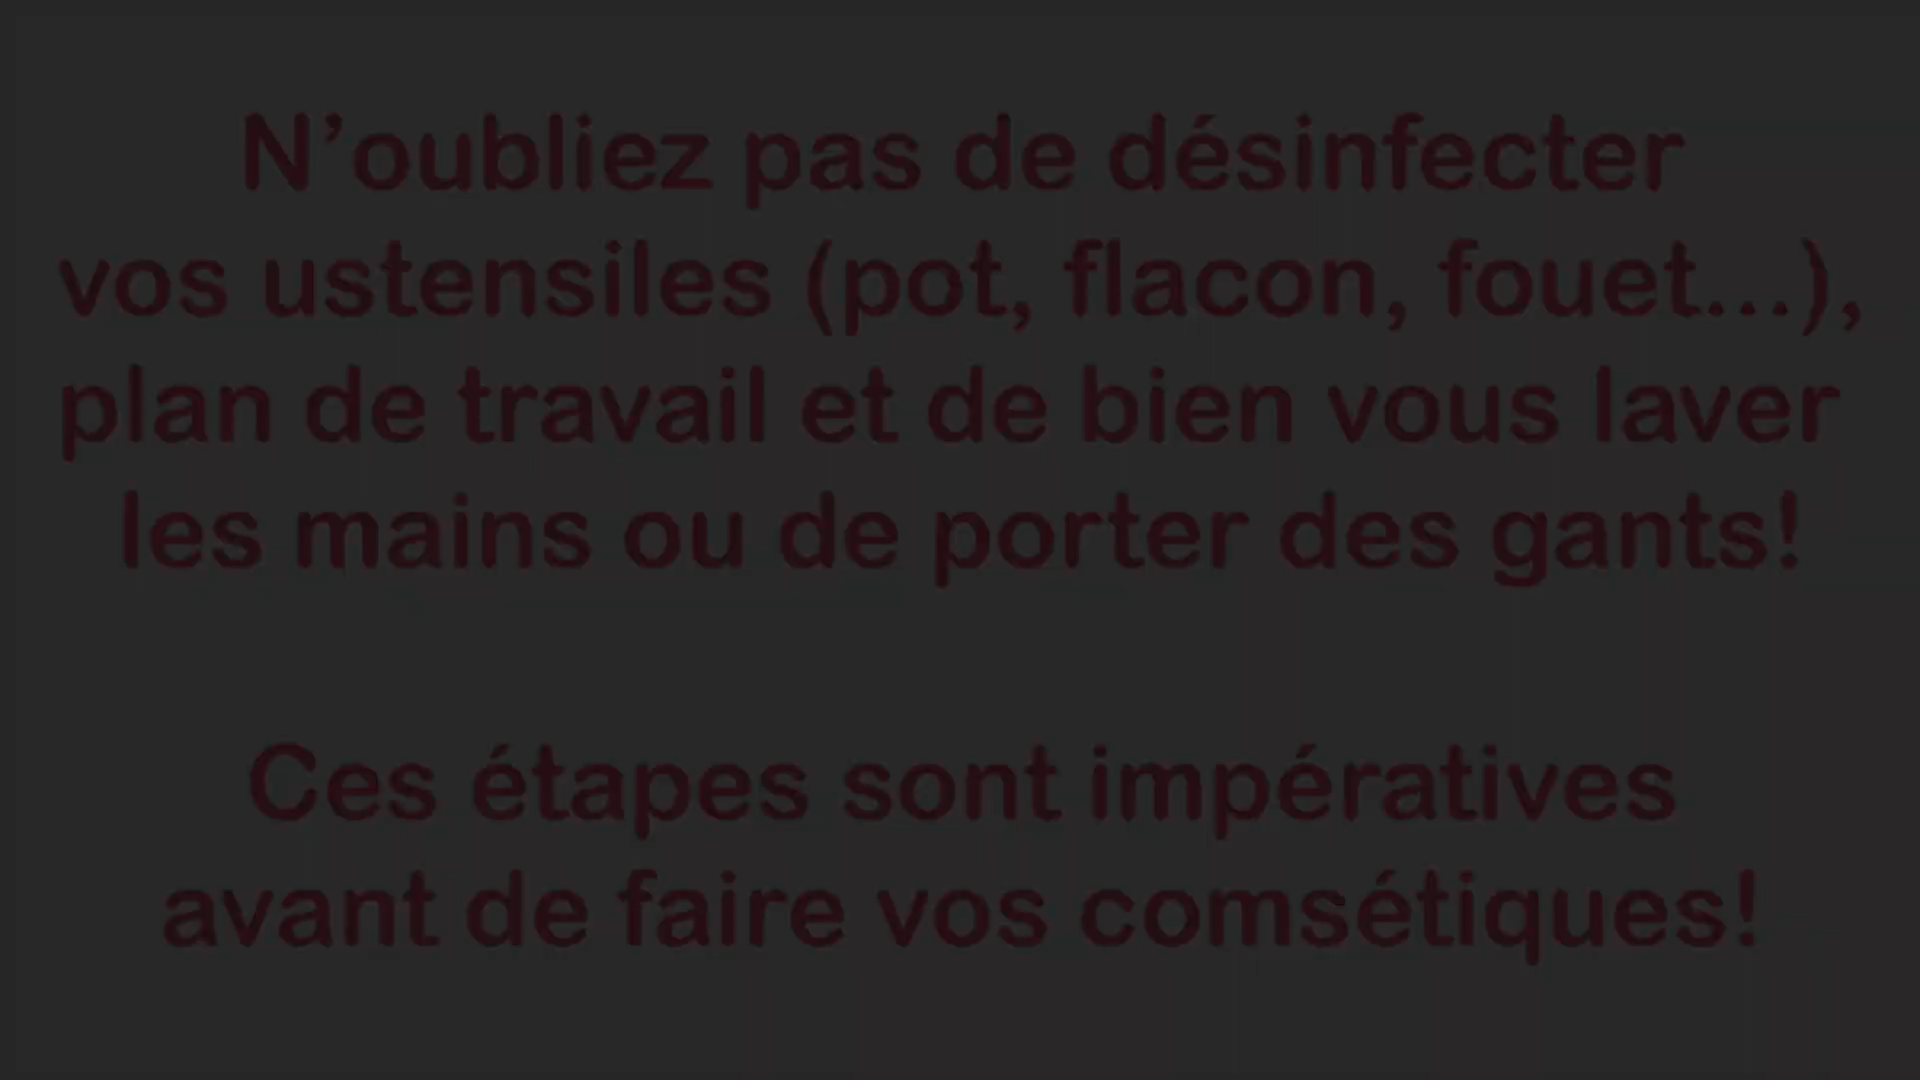 N’oubliez pas de désinfecter
vos ustensiles (pot, flacon, fouet...),
plan de travail et de bien vous laver
les mains ou de porter des gants!
Ces étapes sont impératives
avant de faire vos comsétiques!